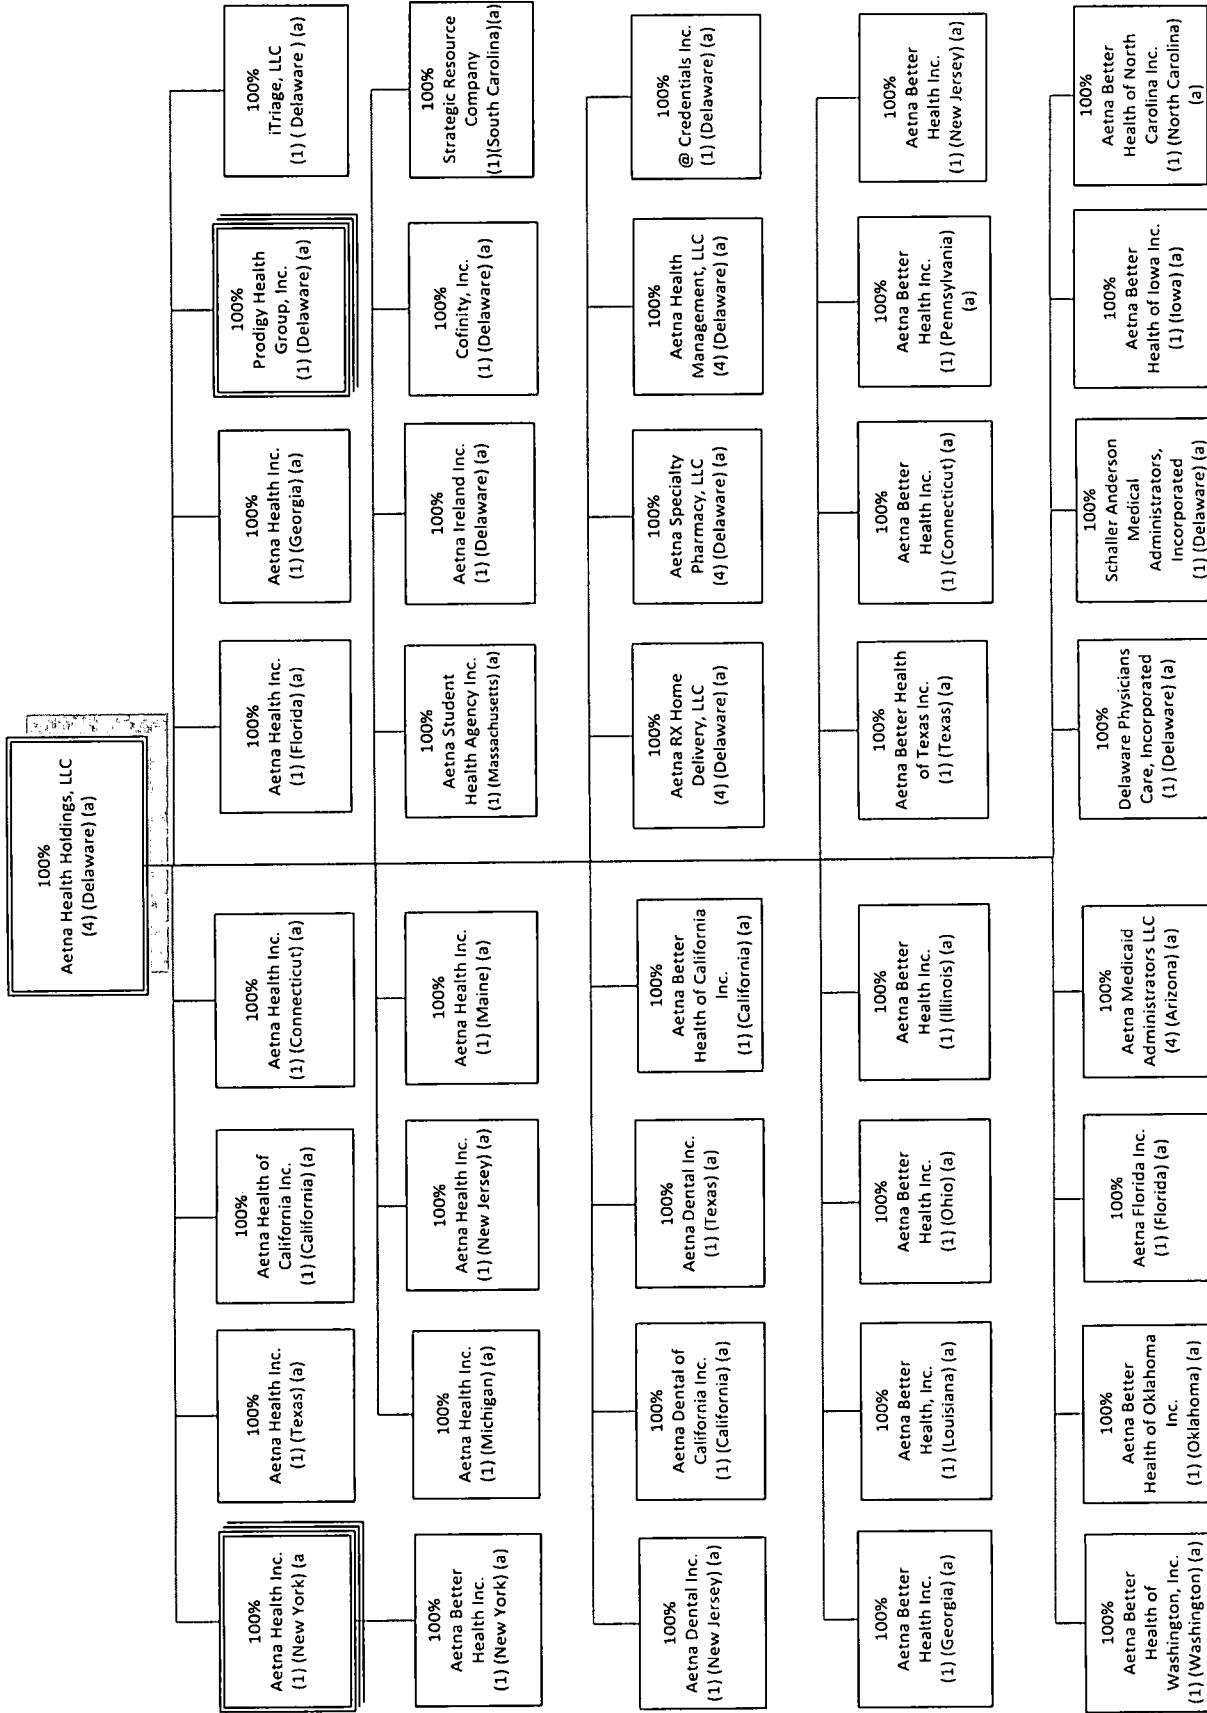 100%
Aetna Health Holdings, LLC
(4) (Delaware) (a)
100%
Aetna Health Inc.
(1) (New York) (a
100%
Aetna Health Inc.
(1) (Texas) (a)
100%
Aetna Health of
California Inc.
(1) (California) (a)
100%
Aetna Health Inc.
(1) (Connecticut) (a)
100%
Aetna Health Inc.
(1) (Florida) (a)
100%
Aetna Health Inc.
(1) (Georgia) (a)
100%
Prodigy Health
Group, Inc.
(1) (Delaware) (a)
100%
iTriage, LLC
(1) ( Delaware ) (a)
100%
Aetna Better
Health Inc.
(1) (New York) (a)
100%
Aetna Health Inc.
(1) (Michigan) (a)
100%
Aetna Health Inc.
(1) (New Jersey) (a)
100%
Aetna Health Inc.
(1) (Maine) (a)
100%
Aetna Student
Health Agency Inc.
(1) (Massachusetts) (a)
100%
Aetna Ireland Inc.
(1) (Delaware) (a)
100%
Cofinity, Inc.
(1) (Delaware) (a)
100%
Strategic Resource
Company
(1)(South Carolina)(a)
100%
Aetna Dental Inc.
(1) (New Jersey) (a)
100%
Aetna Dental of
California Inc.
(1) (California) (a)
100%
Aetna Dental Inc.
(1) (Texas) (a)
100%
Aetna Better
Health of California
Inc.
(1) (California) (a)
100%
Aetna RX Home
Delivery, LLC
(4) (Delaware) (a)
100%
Aetna Specialty
Pharmacy, LLC
(4) (Delaware) (a)
100%
Aetna Health
Management, LLC
(4) (Delaware) (a)
100%
@ Credentials Inc.
(1) (Delaware) (a)
100%
Aetna Better
Health Inc.
(1) (Georgia) (a)
100%
Aetna Better
Health, Inc.
(1) (Louisiana) (a)
100%
Aetna Better
Health Inc.
(1) (Ohio) (a)
100%
Aetna Better
Health Inc.
(1) (Illinois) (a)
100%
Aetna Better Health
of Texas Inc.
(1) (Texas) (a)
100%
Aetna Better
Health Inc.
(1) (Connecticut) (a)
100%
Aetna Better
Health Inc.
(1) (Pennsylvania)
(a)
100%
Aetna Better
Health Inc.
(1) (New Jersey) (a)
100%
Aetna Better
Health of
Washington, Inc.
(1) (Washington) (a)
100%
Aetna Better
Health of Oklahoma
Inc.
(1) (Oklahoma) (a)
100%
Aetna Florida Inc.
(1) (Florida) (a)
100%
Aetna Medicaid
Administrators LLC
(4) (Arizona) (a)
100%
Delaware Physicians
Care, Incorporated
(1) (Delaware) (a)
100%
Schaller Anderson
Medical
Administrators,
Incorporated
(1) (Delaware) (a)
100%
Aetna Better
Health of Iowa Inc.
(1) (Iowa) (a)
100%
Aetna Better
Health of North
Carolina Inc.
(1) (North Carolina)
(a)